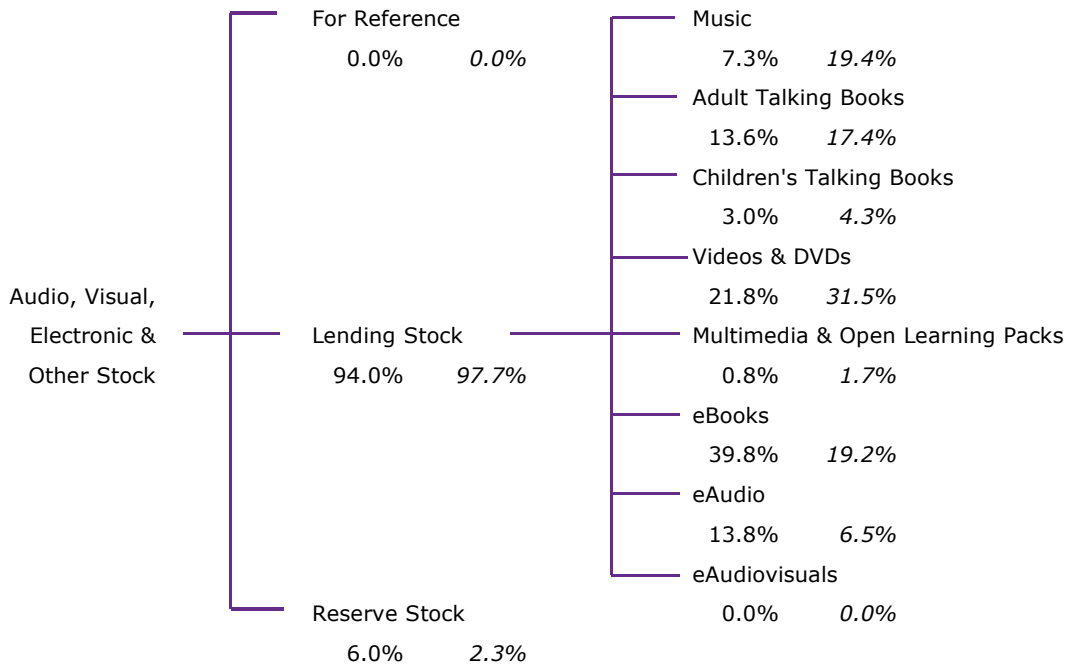 For Reference
0.0% 0.0%
Audio, Visual,
Electronic &
Other Stock
Lending Stock
94.0% 97.7%
Reserve Stock
6.0% 2.3%
Music
7.3% 19.4%
Adult Talking Books
13.6% 17.4%
Children's Talking Books
3.0% 4.3%
Videos & DVDs
21.8% 31.5%
Multimedia & Open Learning Packs
0.8% 1.7%
eBooks
39.8% 19.2%
eAudio
13.8% 6.5%
eAudiovisuals
0.0% 0.0%